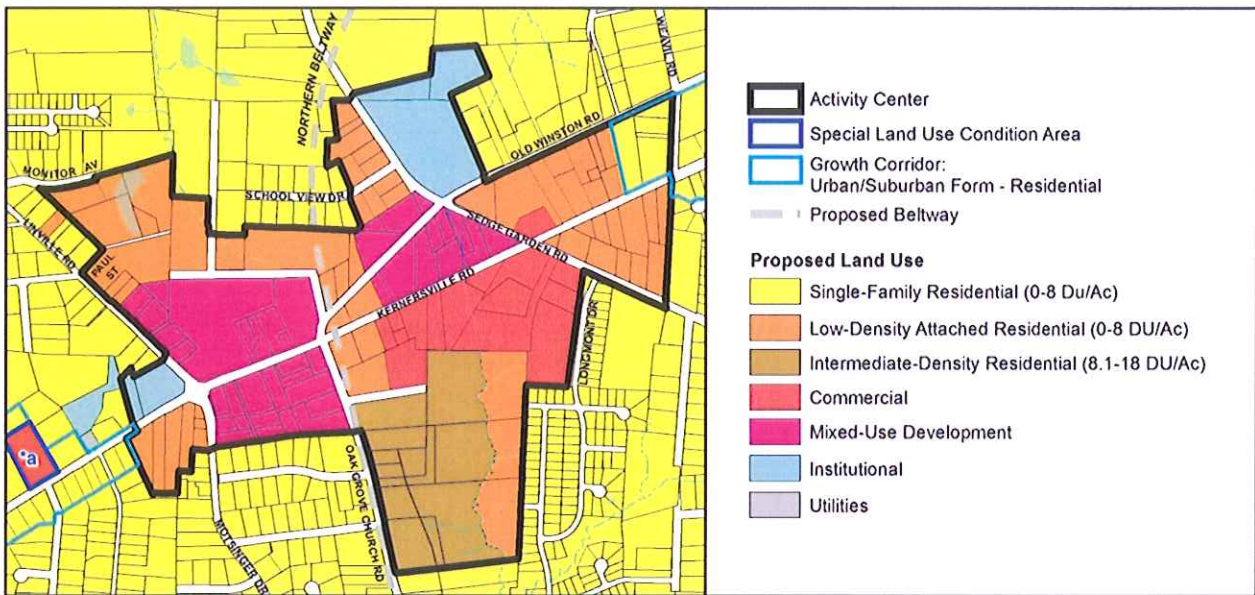 NORTHERN BELTWAY
WEAVIL RD
OLD WINSTON RD
MONITOR AV
SCHOOL VIEW DR
LINVILLE RD
PAUL ST
SEDGE GARDEN RD
KERNERSVILLE RD
LONGMONT DR
a
OAK GROVE CHURCH RD
MOTSINGER DR
Activity Center
Special Land Use Condition Area
Growth Corridor:
Urban/Suburban Form - Residential
Proposed Beltway
Proposed Land Use
Single-Family Residential (0-8 Du/Ac)
Low-Density Attached Residential (0-8 DU/Ac)
Intermediate-Density Residential (8.1-18 DU/Ac)
Commercial
Mixed-Use Development
Institutional
Utilities